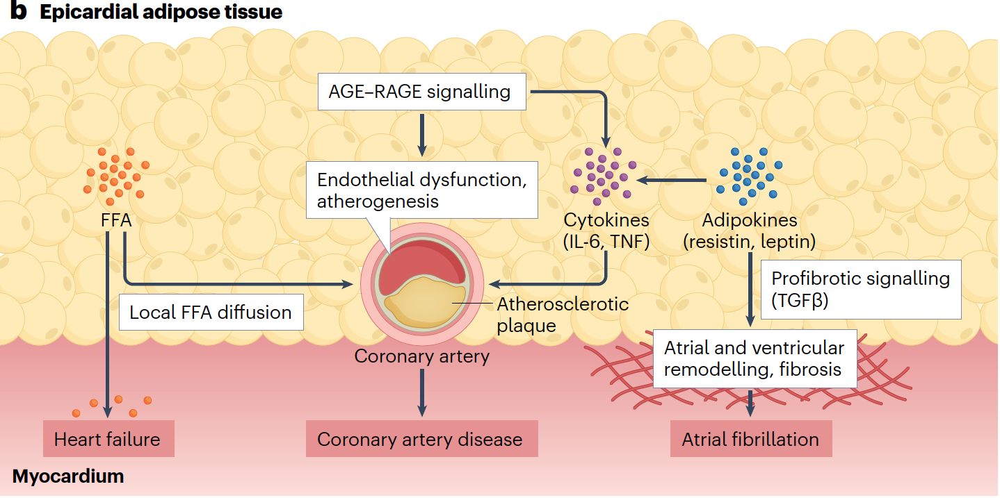 b Epicardial adipose tissue
AGE–RAGE signalling
Endothelial dysfunction,
atherogenesis
FFA
Cytokines
(IL-6, TNF)
Adipokines
(resistin, leptin)
Local FFA diffusion
Atherosclerotic
plaque
Profibrotic signalling
(TGFβ)
Coronary artery
Atrial and ventricular
remodelling, fibrosis
Heart failure
Coronary artery disease
Atrial fibrillation
Myocardium